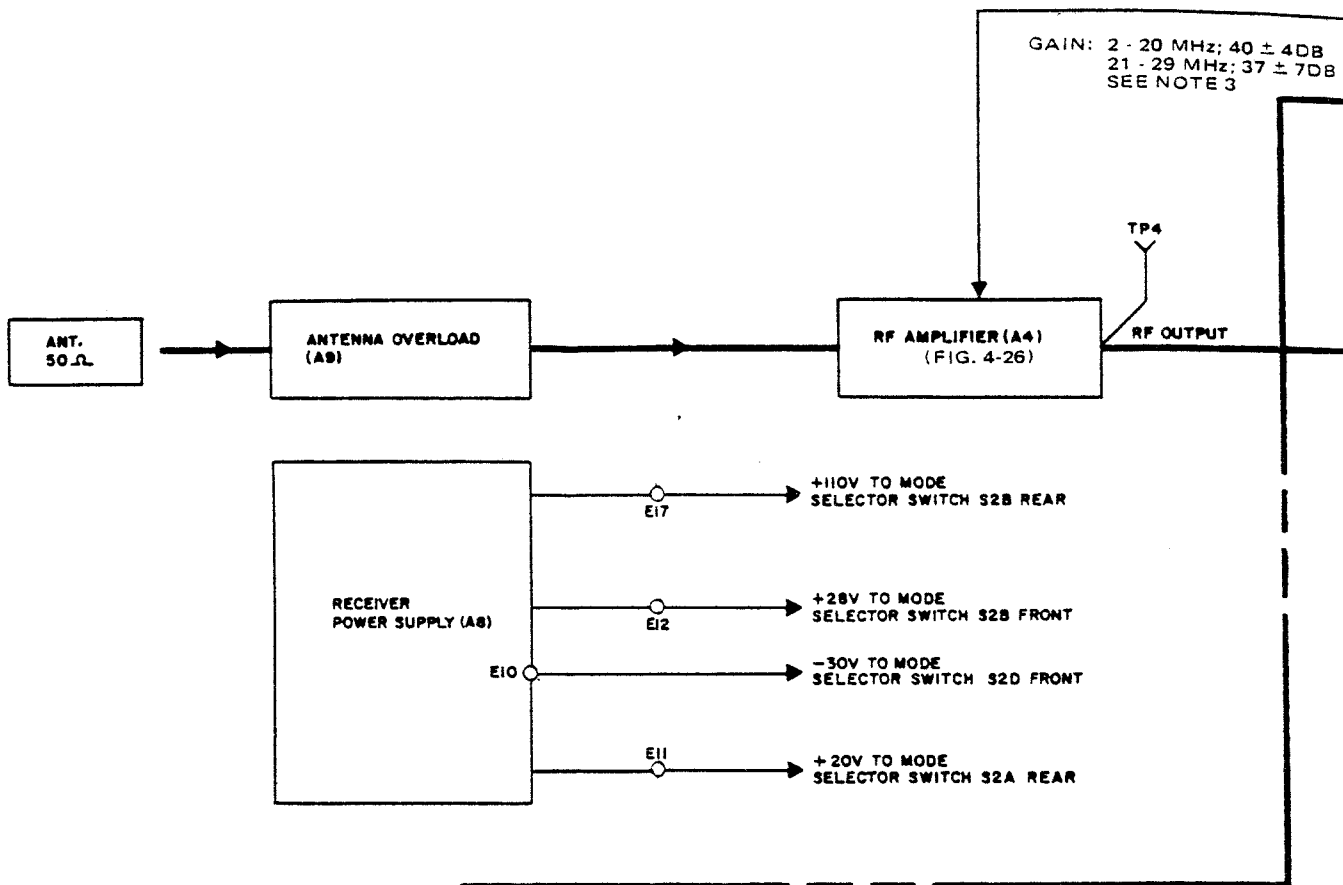 GAIN: 2 - 20 MHz; 40 ± 4DB
21 - 29 MHz; 37 ± 7DB
SEE NOTE 3
TP4
ANT.
50 Ω
ANTENNA OVERLOAD
(A9)
RF AMPLIFIER (A4)
(FIG. 4-26)
RF OUTPUT
RECEIVER
POWER SUPPLY (A8)
E17
+110V TO MODE
SELECTOR SWITCH S2B REAR
E12
+28V TO MODE
SELECTOR SWITCH S2B FRONT
E10
-30V TO MODE
SELECTOR SWITCH S2D FRONT
E11
+20V TO MODE
SELECTOR SWITCH S2A REAR